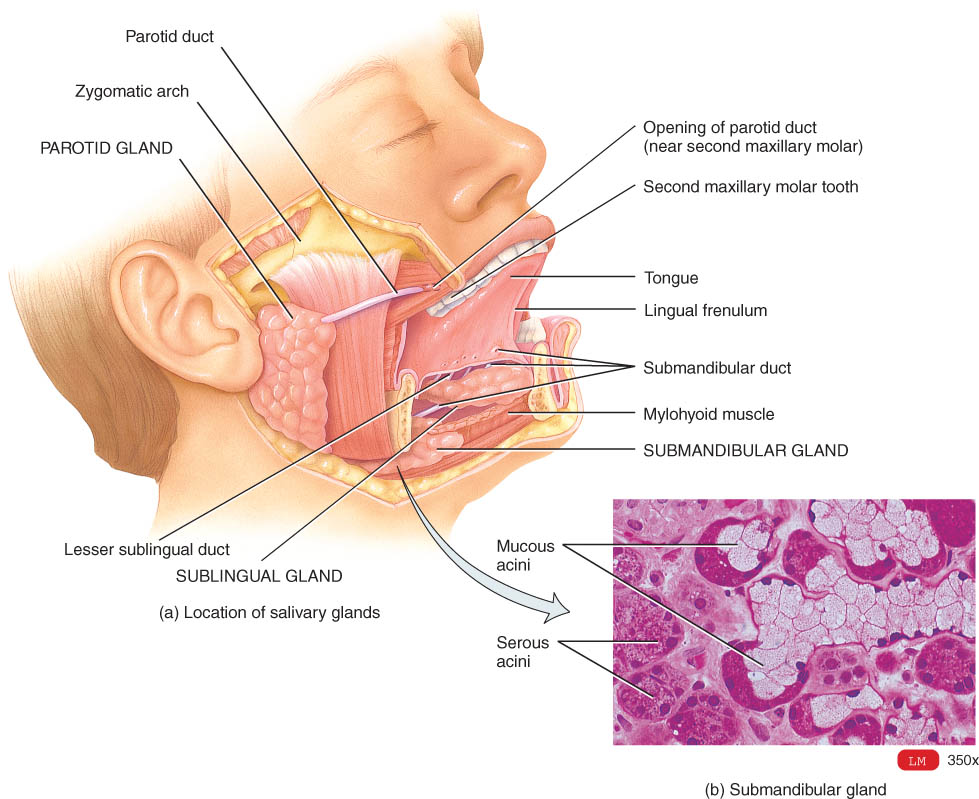 Parotid duct
Zygomatic arch
PAROTID GLAND
Opening of parotid duct
(near second maxillary molar)
Second maxillary molar tooth
Tongue
Lingual frenulum
Submandibular duct
Mylohyoid muscle
SUBMANDIBULAR GLAND
Lesser sublingual duct
SUBLINGUAL GLAND
(a) Location of salivary glands
Mucous
acini
Serous
acini
LM 350x
(b) Submandibular gland